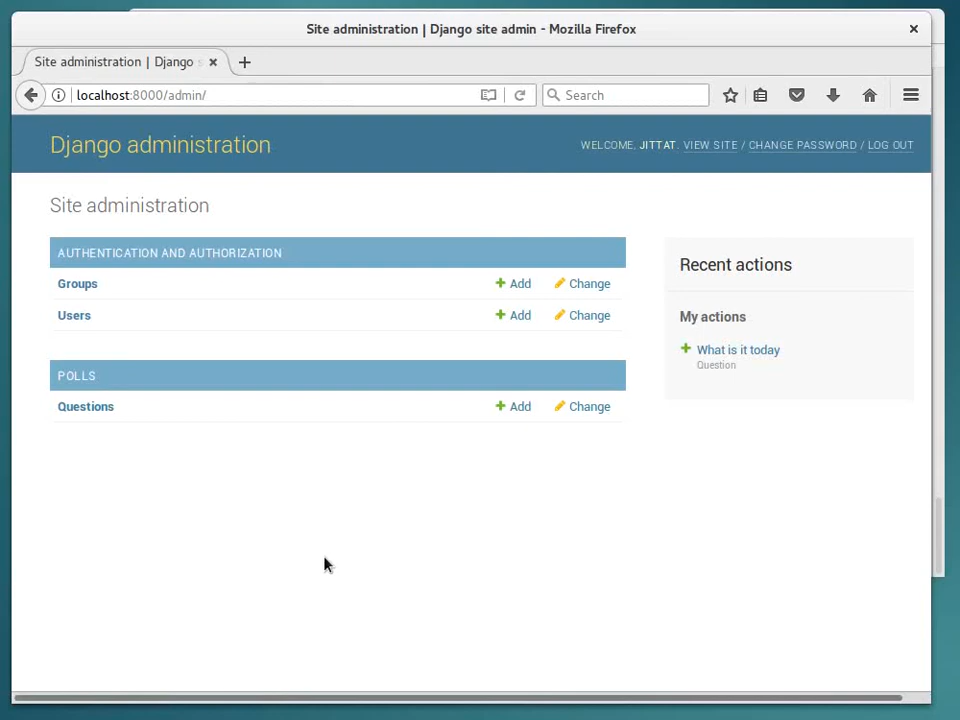 Site administration | Django site admin - Mozilla Firefox
Site administration | Django
localhost:8000/admin/
Search
Django administration
WELCOME, JITTAT. VIEW SITE / CHANGE PASSWORD / LOG OUT
Site administration
AUTHENTICATION AND AUTHORIZATION
Groups Add Change
Users Add Change
POLLS
Questions Add Change
Recent actions
My actions
What is it today
Question